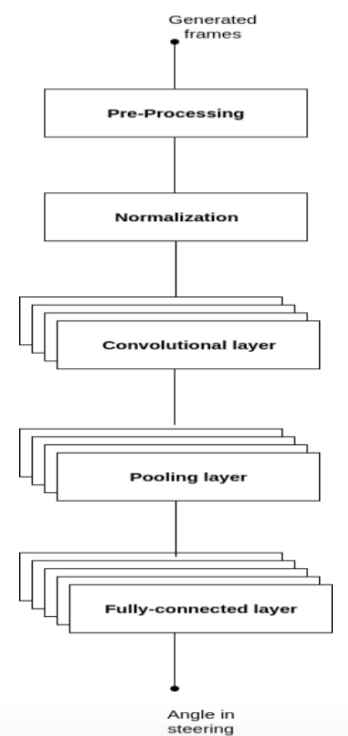 Generated
frames
Pre-Processing
Normalization
Convolutional layer
Pooling layer
Fully-connected layer
Angle in
steering